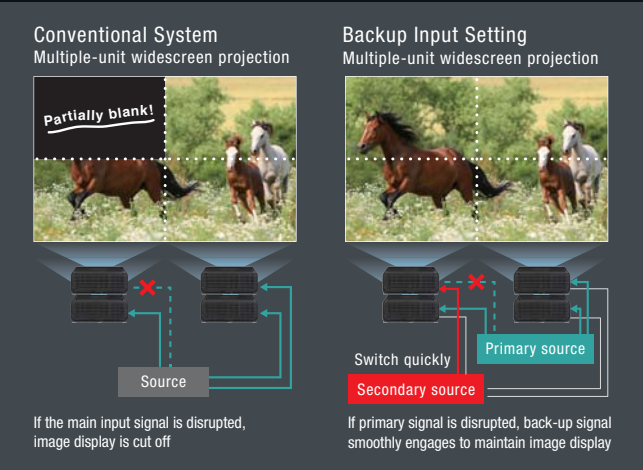 Conventional System
Multiple-unit widescreen projection
Partially blank!
Source
If the main input signal is disrupted,
image display is cut off
Backup Input Setting
Multiple-unit widescreen projection
Primary source
Switch quickly
Secondary source
If primary signal is disrupted, back-up signal
smoothly engages to maintain image display